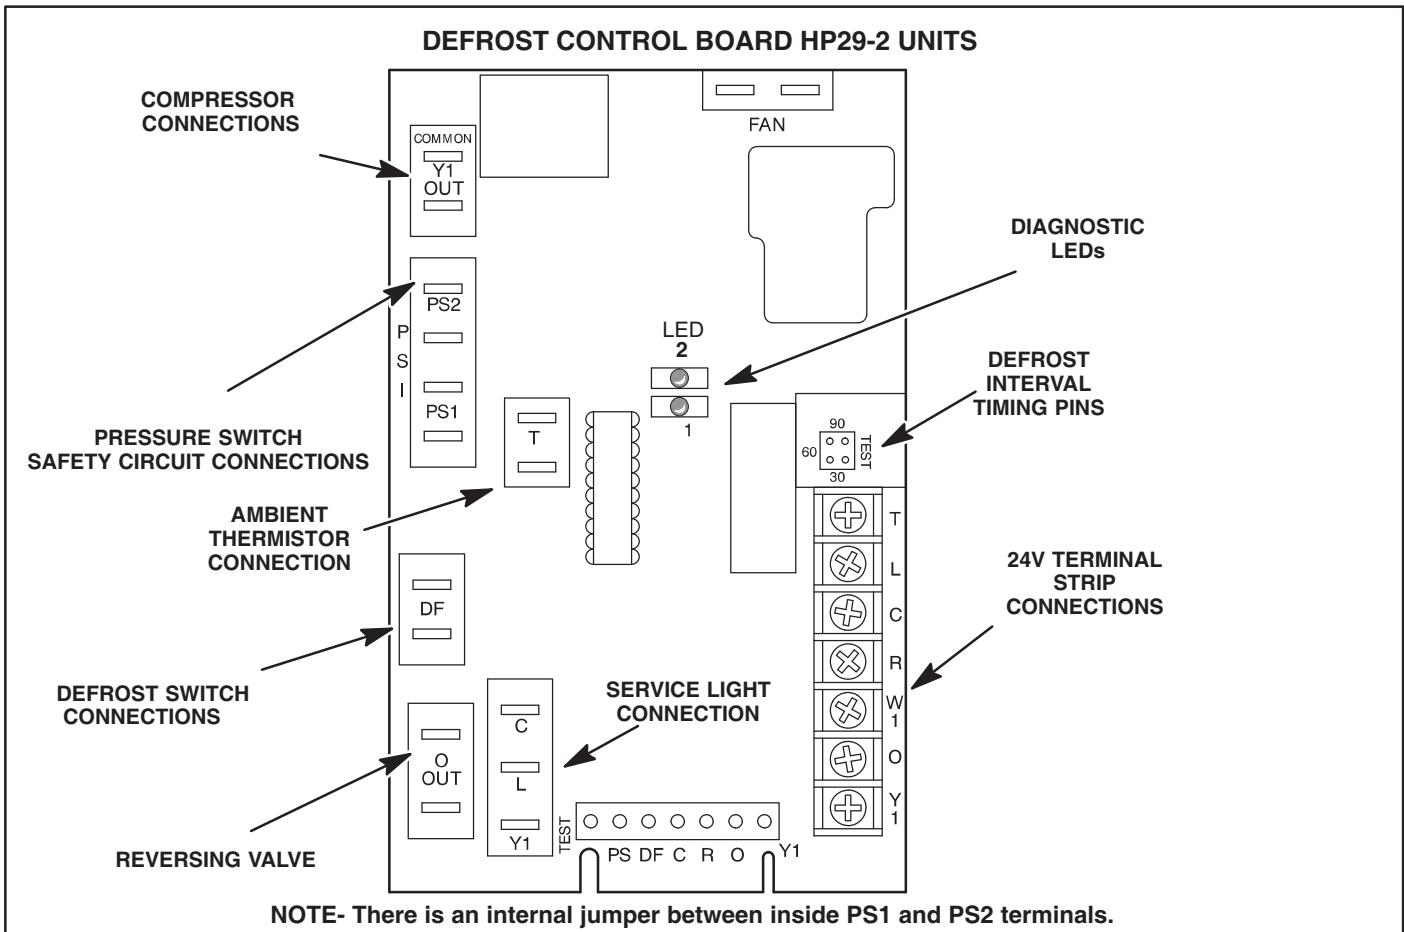 DEFROST CONTROL BOARD HP29-2 UNITS
COMPRESSOR
CONNECTIONS
COMMON
Y1
OUT
FAN
DIAGNOSTIC
LEDs
PS2
P
S
I
PS1
LED
2
1
DEFROST
INTERVAL
TIMING PINS
90
60
TEST
30
PRESSURE SWITCH
SAFETY CIRCUIT CONNECTIONS
T
AMBIENT
THERMISTOR
CONNECTION
T
L
C
R
W
1
O
Y
1
24V TERMINAL
STRIP
CONNECTIONS
DF
DEFROST SWITCH
CONNECTIONS
SERVICE LIGHT
CONNECTION
C
L
Y1
O
OUT
REVERSING VALVE
TEST
PS DF C R O Y1
NOTE- There is an internal jumper between inside PS1 and PS2 terminals.